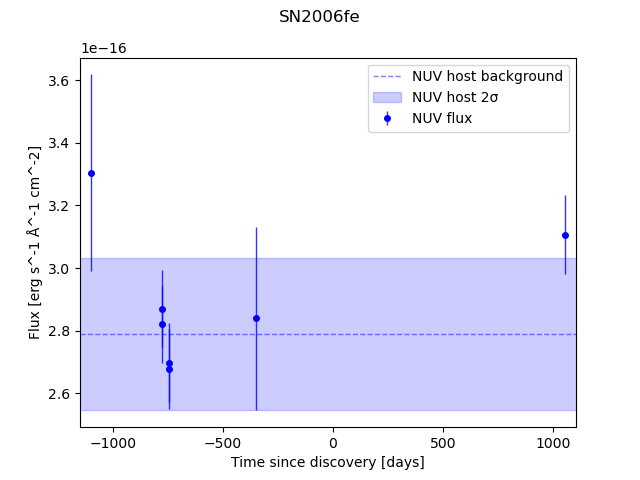 SN2006fe
1e−16
3.6
3.4
3.2
3.0
2.8
2.6
Flux [erg s^-1 Å^-1 cm^-2]
NUV host background
NUV host 2σ
NUV flux
−1000
−500
0
500
1000
Time since discovery [days]